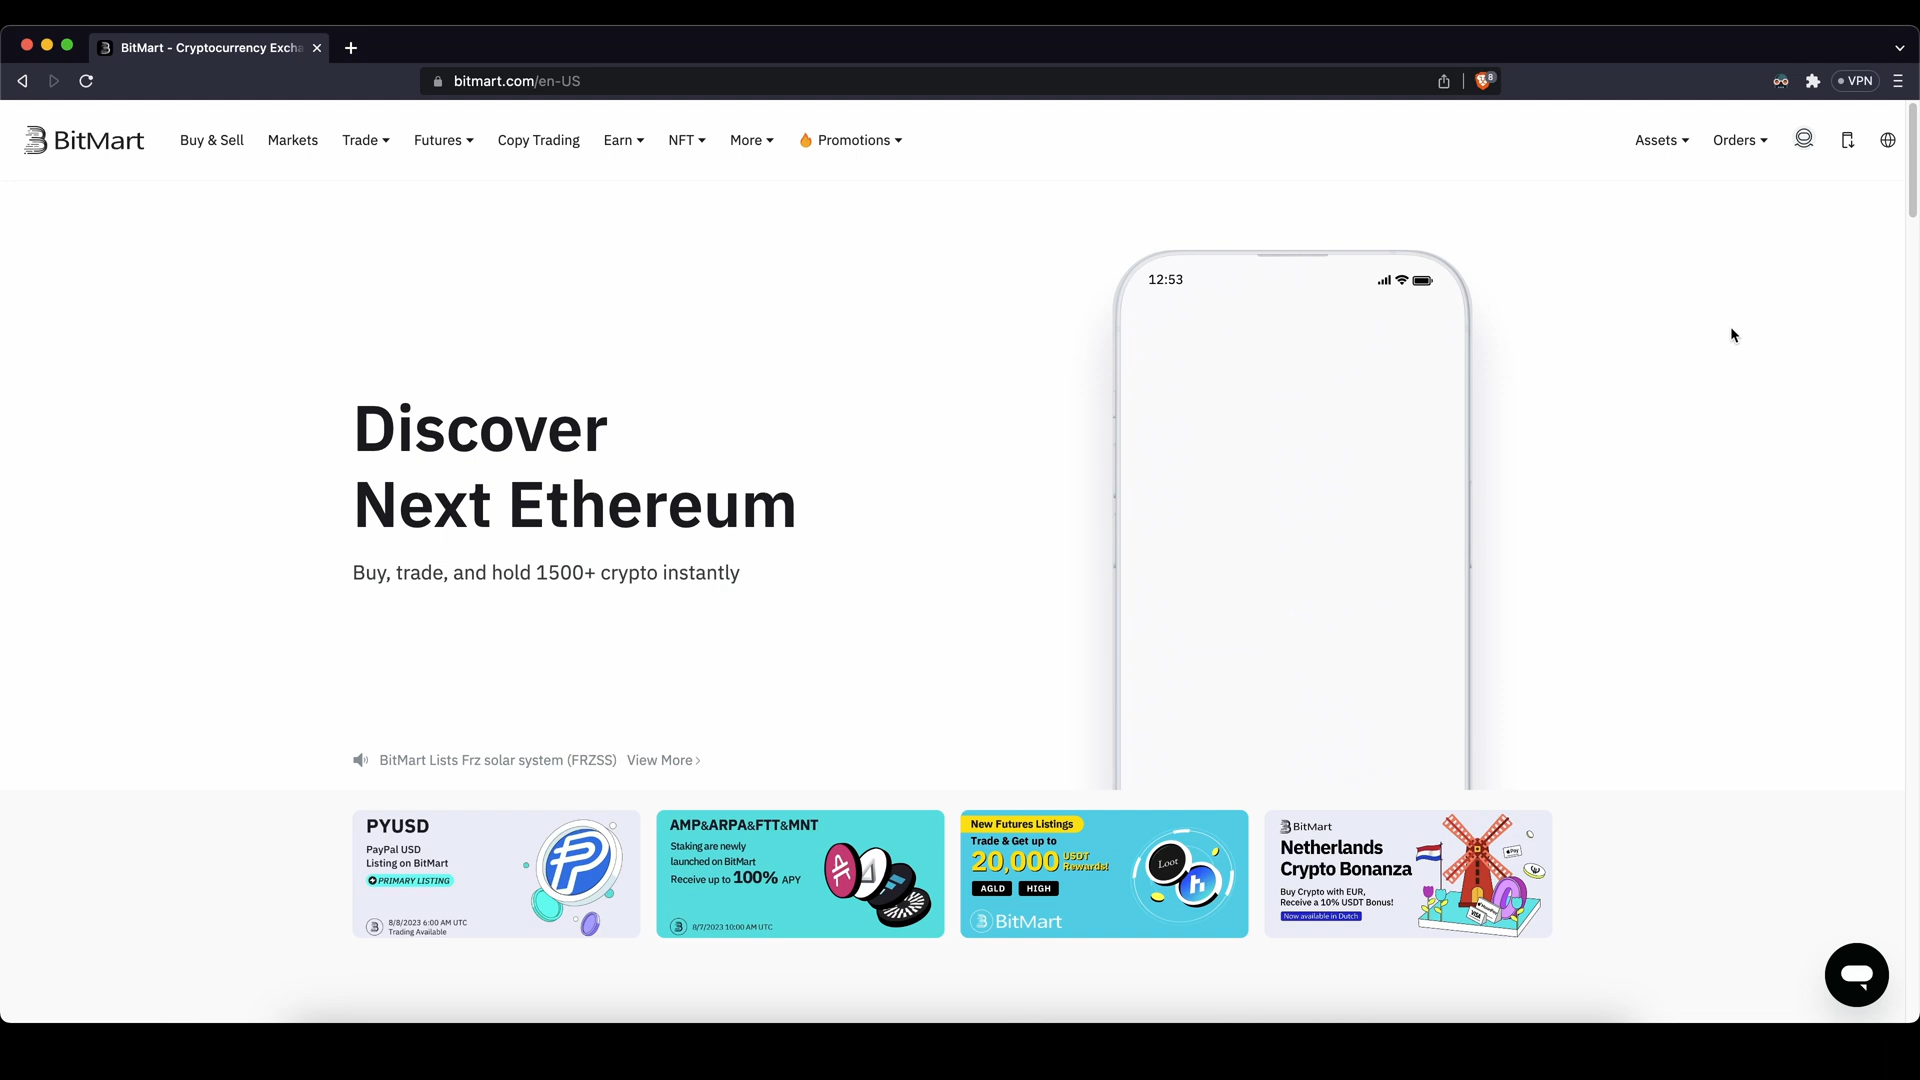 BitMart - Cryptocurrency Excha
bitmart.com/en-US
8
VPN
BitMart
Buy & Sell
Markets
Trade
Futures
Copy Trading
Earn
NFT
More
Promotions
Assets
Orders
12:53
Discover
Next Ethereum
Buy, trade, and hold 1500+ crypto instantly
BitMart Lists Frz solar system (FRZSS) View More
PYUSD
PayPal USD
Listing on BitMart
PRIMARY LISTING
8/8/2023 6:00 AM UTC
Trading Available
AMP&ARPA&FTT&MNT
Staking are newly
launched on BitMart
Receive up to 100% APY
8/7/2023 10:00 AM UTC
New Futures Listings
Trade & Get up to
20,000 USDT
Rewards!
AGLD HIGH
Loot
BitMart
BitMart
Netherlands
Crypto Bonanza
Buy Crypto with EUR,
Receive a 10% USDT Bonus!
Now available in Dutch
Pay
VISA